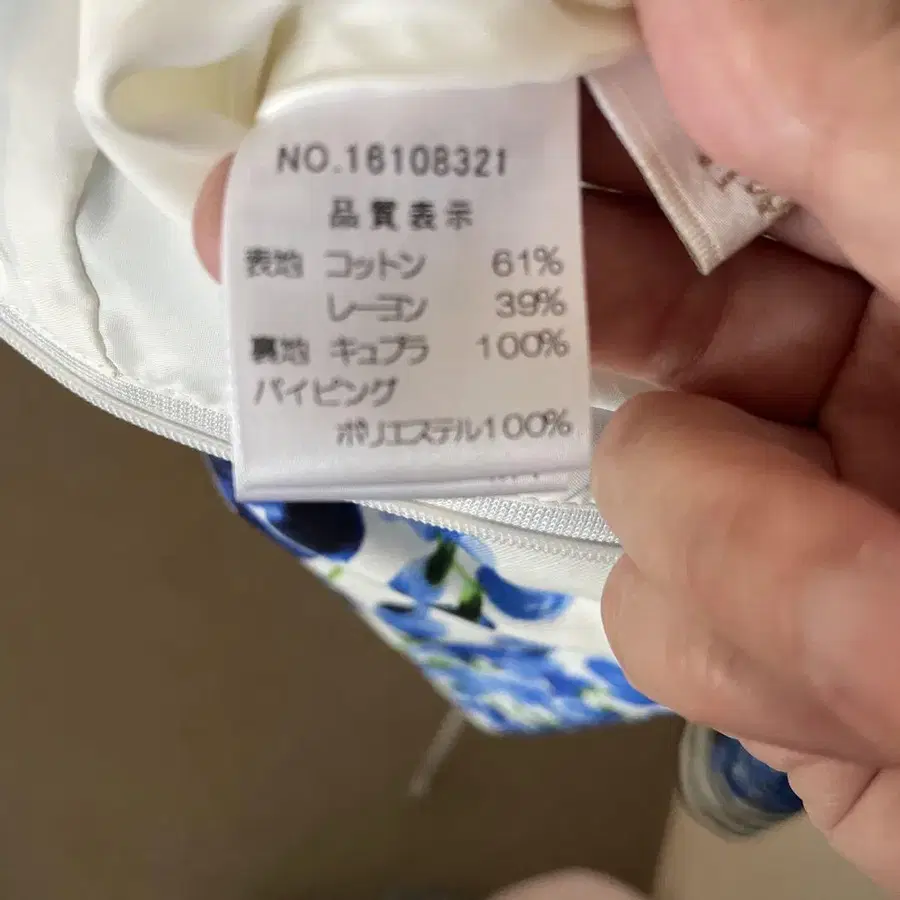 NO.16108321
品質表示
表地 コットン 61%
レーヨン 39%
裏地 キュプラ 100%
パイピング
ポリエステル100%